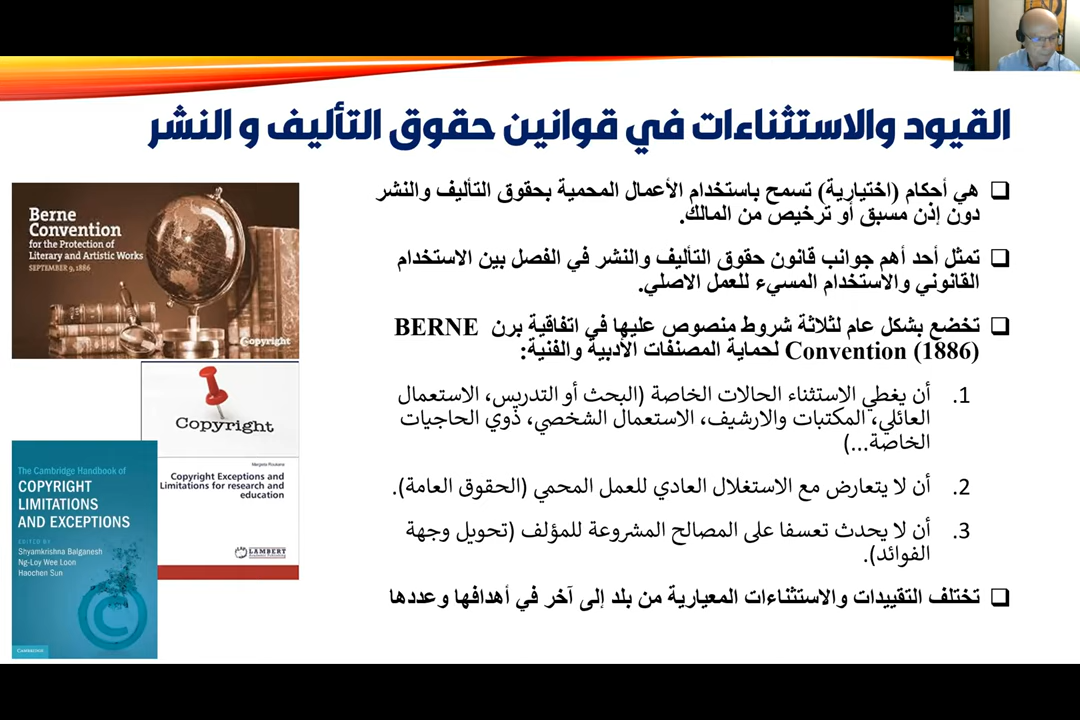 القيود والاستثناءات في قوانين حقوق التأليف و النشر
❑ هي أحكام (اختيارية) تسمح باستخدام الأعمال المحمية بحقوق التأليف والنشر
دون إذن مسبق أو ترخيص من المالك.
❑ تمثل أحد أهم جوانب قانون حقوق التأليف والنشر في الفصل بين الاستخدام
القانوني والاستخدام المسيء للعمل الاصلي.
❑ تخضع بشكل عام لثلاثة شروط منصوص عليها في اتفاقية برن BERNE
Convention (1886) لحماية المصنفات الأدبية والفنية:
1. أن يغطي الاستثناء الحالات الخاصة (البحث أو التدريس، الاستعمال
العائلي، المكتبات والارشيف، الاستعمال الشخصي، ذوي الحاجيات
الخاصة...)
2. أن لا يتعارض مع الاستغلال العادي للعمل المحمي (الحقوق العامة).
3. أن لا يحدث تعسفا على المصالح المشروعة للمؤلف (تحويل وجهة
الفوائد).
❑ تختلف التقييدات والاستثناءات المعيارية من بلد إلى آخر في أهدافها وعددها
Berne
Convention
for the Protection of
Literary and Artistic Works
SEPTEMBER 9, 1886
Copyright
Copyright
Margreta Poulsena
Copyright Exceptions and
Limitations for research and
education
LAMBERT
The Cambridge Handbook of
COPYRIGHT
LIMITATIONS
AND EXCEPTIONS
EDITED BY
Shyamkrishna Balganesh
Ng-Loy Wee Loon
Haochen Sun
CAMBRIDGE